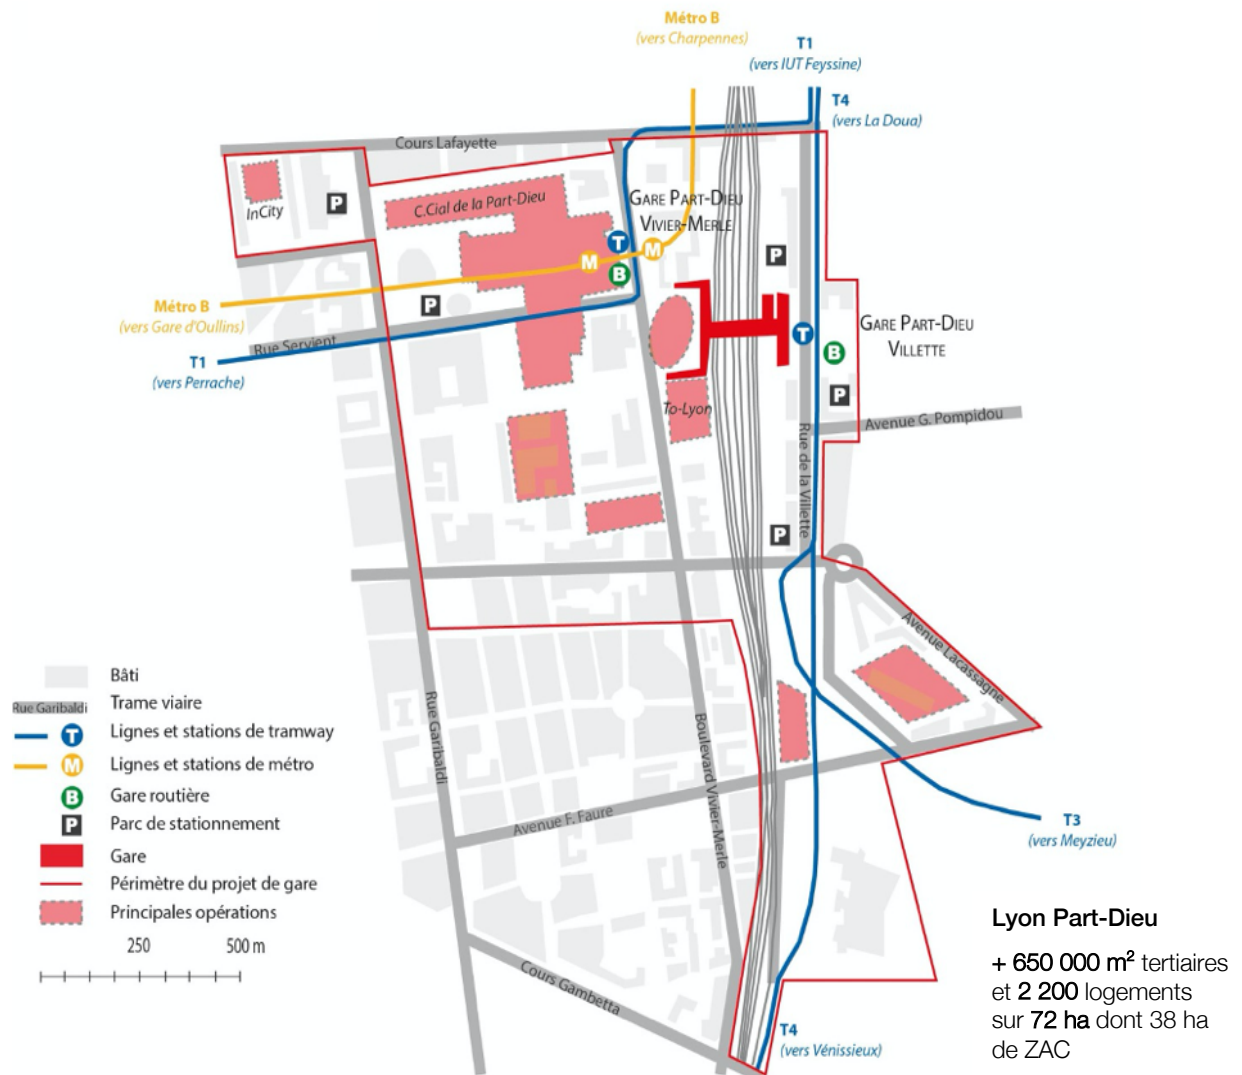 Métro B
(vers Charpennes)
T1
(vers IUT Feyssine)
T4
(vers La Doua)
Cours Lafayette
InCity
P
C.Cial de la Part-Dieu
GARE PART-DIEU
VIVIER-MERLE
T
M
M
B
P
P
Métro B
(vers Gare d'Oullins)
Rue Servient
T1
(vers Perrache)
T
B
GARE PART-DIEU
VILLETTE
P
To-Lyon
Avenue G. Pompidou
Rue de la Villette
P
Avenue Lacassagne
Rue Garibaldi
Boulevard Vivier-Merle
Avenue F. Faure
T3
(vers Meyzieu)
Cours Gambetta
T4
(vers Vénissieux)
Bâti
Rue Garibaldi Trame viaire
T Lignes et stations de tramway
M Lignes et stations de métro
B Gare routière
P Parc de stationnement
Gare
Périmètre du projet de gare
Principales opérations
250 500 m
Lyon Part-Dieu
+ 650 000 m² tertiaires
et 2 200 logements
sur 72 ha dont 38 ha
de ZAC